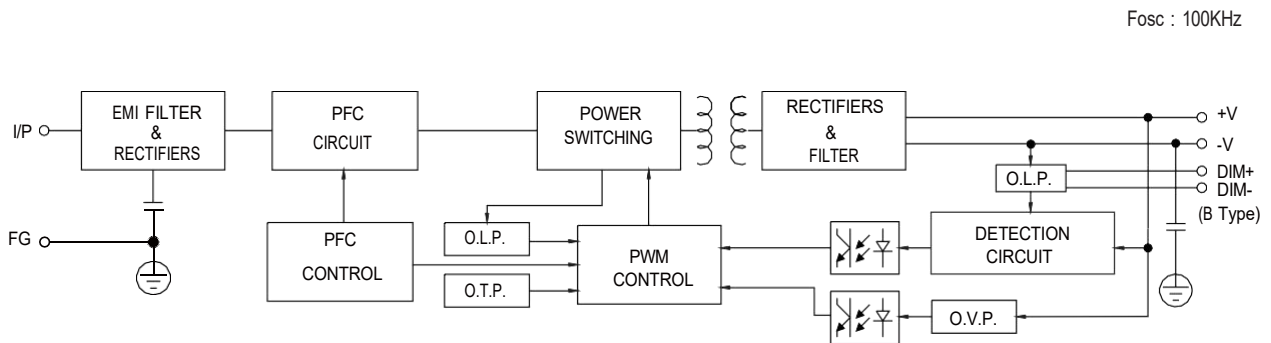 Fosc : 100KHz
I/P
EMI FILTER
&
RECTIFIERS
PFC
CIRCUIT
POWER
SWITCHING
RECTIFIERS
&
FILTER
+V
-V
DIM+
DIM-
(B Type)
O.L.P.
FG
PFC
CONTROL
O.L.P.
O.T.P.
PWM
CONTROL
DETECTION
CIRCUIT
O.V.P.